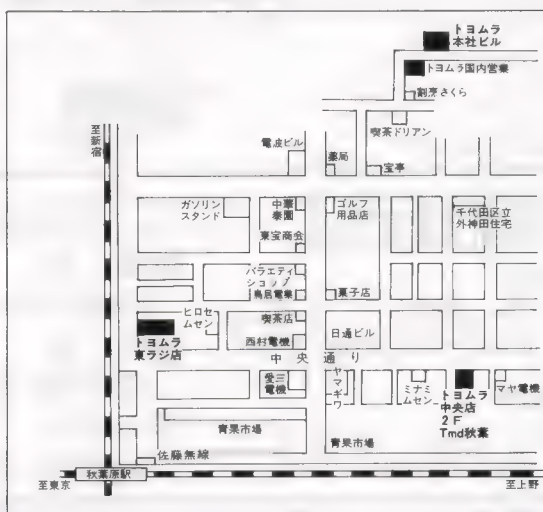 トヨムラ
本社ビル
トヨムラ国内営業
割烹さくら
至新宿
喫茶ドリアン
電波ビル
薬局
宝亭
ガソリン
スタンド
中華
泰園
東宝商会
ゴルフ
用品店
千代田区立
外神田住宅
バラエティ
ショップ
鳥居電業
菓子店
ヒロセ
ムセン
喫茶店
西村電機
日通ビル
トヨムラ
東ラジ店
中央通り
愛三
電機
ヤマギワ
ミナミ
ムセン
トヨムラ
中央店
2F
Tmd秋葉
マヤ電機
青果市場
青果市場
佐藤無線
秋葉原駅
至東京
至上野